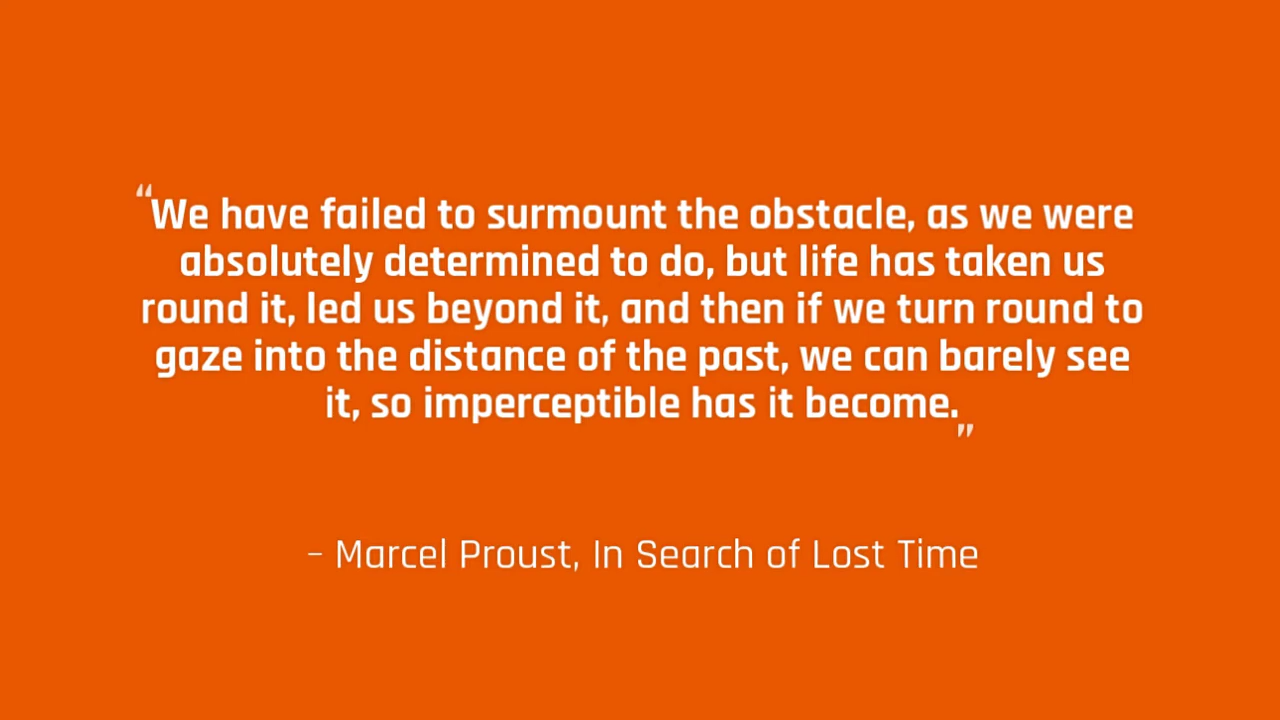 “We have failed to surmount the obstacle, as we were
absolutely determined to do, but life has taken us
round it, led us beyond it, and then if we turn round to
gaze into the distance of the past, we can barely see
it, so imperceptible has it become.”
– Marcel Proust, In Search of Lost Time